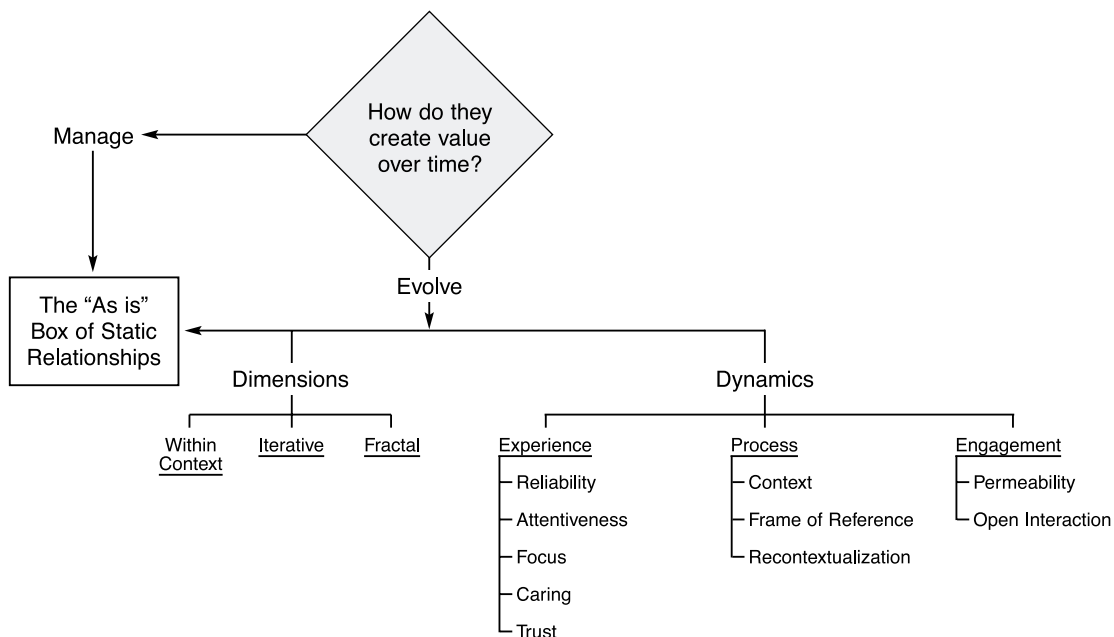 How do they
create value
over time?
Manage
Evolve
The “As is”
Box of Static
Relationships
Dimensions
Dynamics
Within
Context
Iterative
Fractal
Experience
Reliability
Attentiveness
Focus
Caring
Trust
Process
Context
Frame of Reference
Recontextualization
Engagement
Permeability
Open Interaction